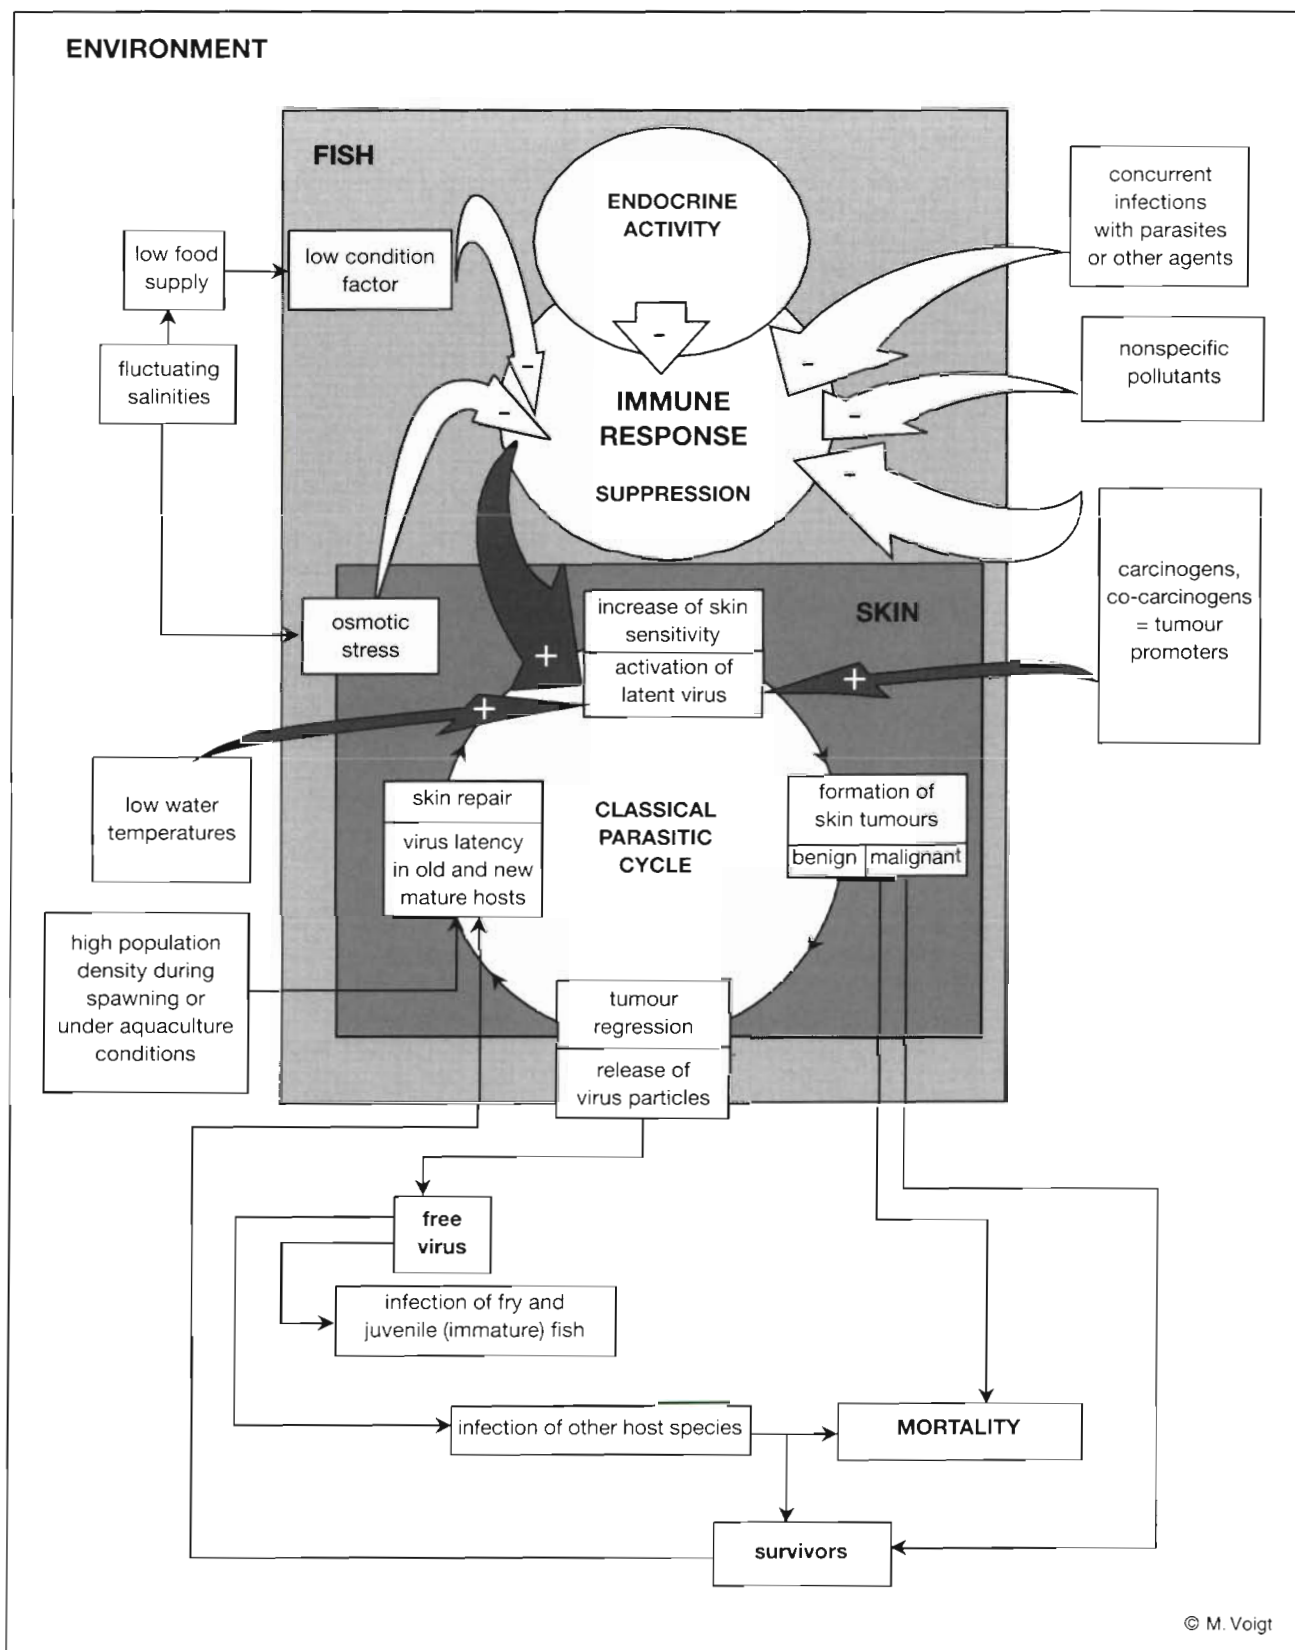 ENVIRONMENT
FISH
ENDOCRINE
ACTIVITY
concurrent
infections
with parasites
or other agents
low food
supply
low condition
factor
-
-
-
nonspecific
pollutants
fluctuating
salinities
IMMUNE
RESPONSE
SUPPRESSION
-
-
-
carcinogens,
co-carcinogens
= tumour
promoters
osmotic
stress
increase of skin
sensitivity
SKIN
activation of
latent virus
+
+
+
low water
temperatures
skin repair
virus latency
in old and new
mature hosts
CLASSICAL
PARASITIC
CYCLE
formation of
skin tumours
benign
malignant
high population
density during
spawning or
under aquaculture
conditions
tumour
regression
release of
virus particles
free
virus
infection of fry and
juvenile (immature) fish
infection of other host species
MORTALITY
survivors
© M. Voigt